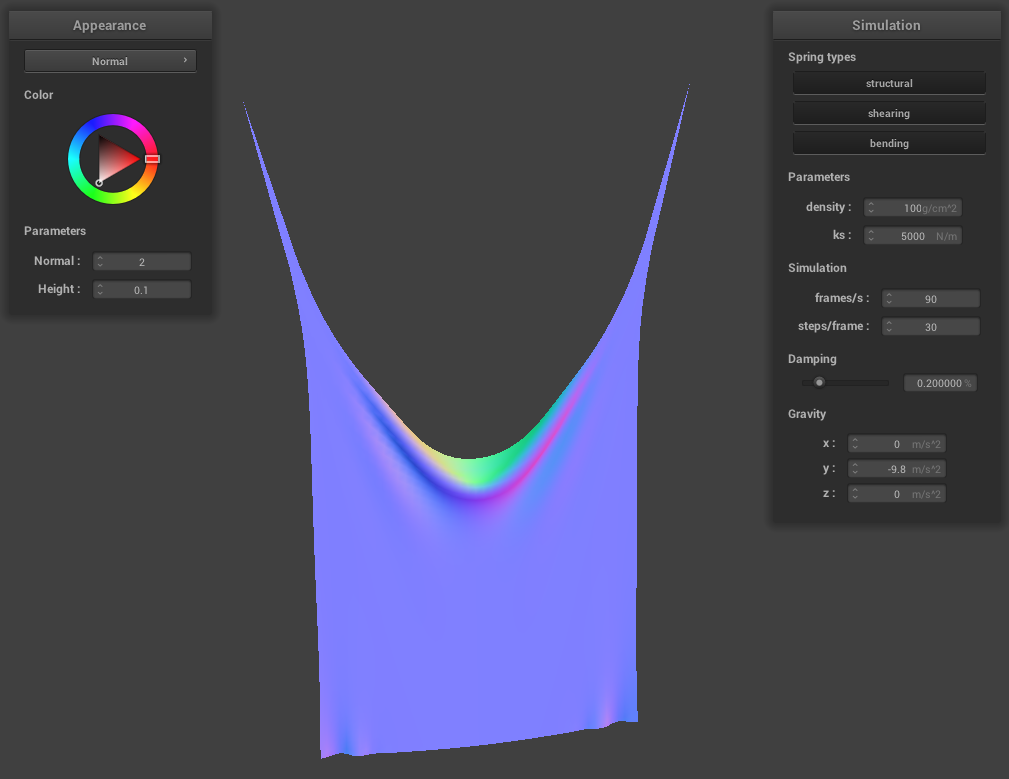 Appearance
Normal ›
Color
Parameters
Normal : 2
Height : 0.1
Simulation
Spring types
structural
shearing
bending
Parameters
density : 100g/cm^2
ks : 5000 N/m
Simulation
frames/s : 90
steps/frame : 30
Damping
0.200000 %
Gravity
x : 0 m/s^2
y : -9.8 m/s^2
z : 0 m/s^2